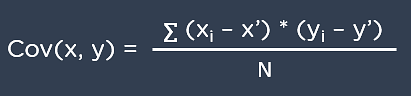 Cov(x, y) = Σ (xᵢ – x’) * (yᵢ – y’)
N